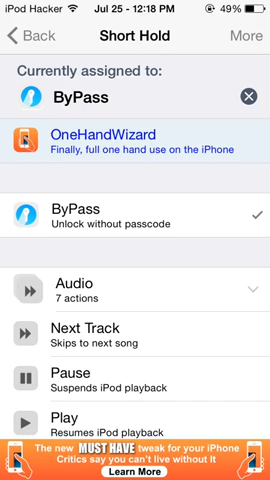 iPod Hacker Jul 25 - 12:18 PM 49%
Back Short Hold More
Currently assigned to:
ByPass
OneHandWizard
Finally, full one hand use on the iPhone
ByPass
Unlock without passcode
Audio
7 actions
Next Track
Skips to next song
Pause
Suspends iPod playback
Play
Resumes iPod playback
The new MUST HAVE tweak for your iPhone
Critics say you can't live without It
Learn More